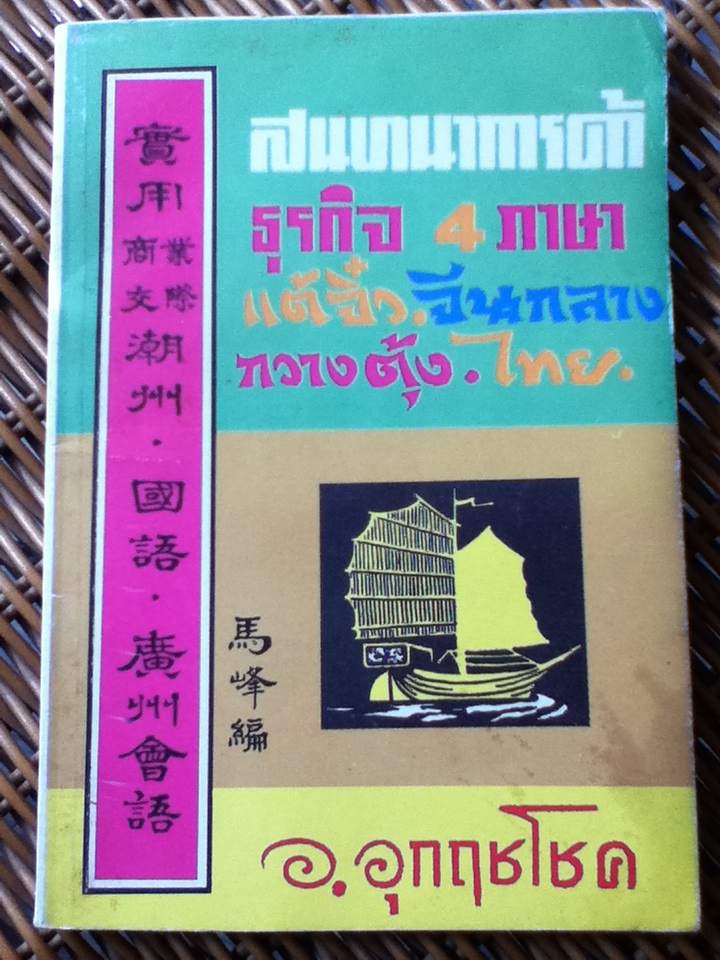 สนทนาการค้า
ธุรกิจ 4 ภาษา
แต้จิ๋ว.จีนกลาง
กวางตุ้ง.ไทย.
實用
商業
交際
潮州·國語·廣州會語
馬峰編
อ.อุกฤษโชค